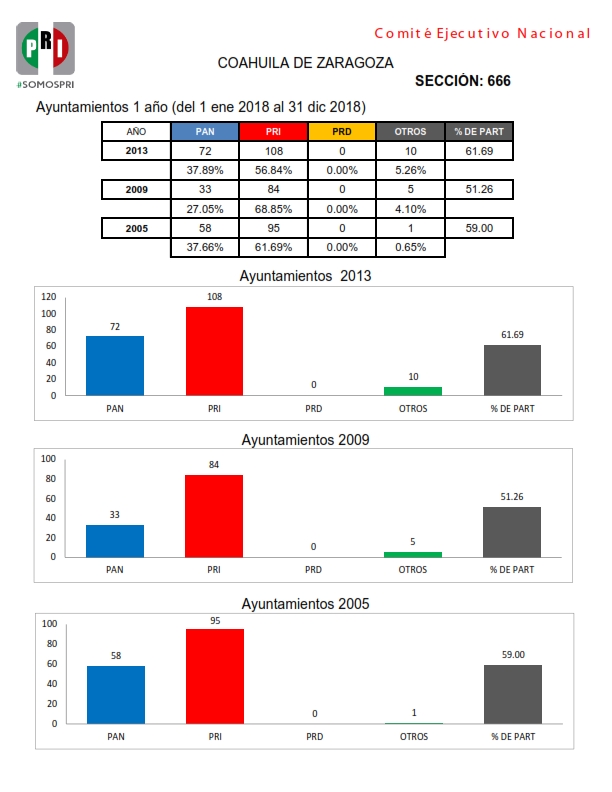 Comité Ejecutivo Nacional
PRI
#SOMOSPRI
COAHUILA DE ZARAGOZA
SECCIÓN: 666
Ayuntamientos 1 año (del 1 ene 2018 al 31 dic 2018)
AÑO PAN PRI PRD OTROS % DE PART
2013 72 108 0 10 61.69
37.89% 56.84% 0.00% 5.26%
2009 33 84 0 5 51.26
27.05% 68.85% 0.00% 4.10%
2005 58 95 0 1 59.00
37.66% 61.69% 0.00% 0.65%
Ayuntamientos 2013
120
100
80
60
40
20
0
72 108 0 10 61.69
PAN PRI PRD OTROS % DE PART
Ayuntamientos 2009
100
80
60
40
20
0
33 84 0 5 51.26
PAN PRI PRD OTROS % DE PART
Ayuntamientos 2005
100
80
60
40
20
0
58 95 0 1 59.00
PAN PRI PRD OTROS % DE PART